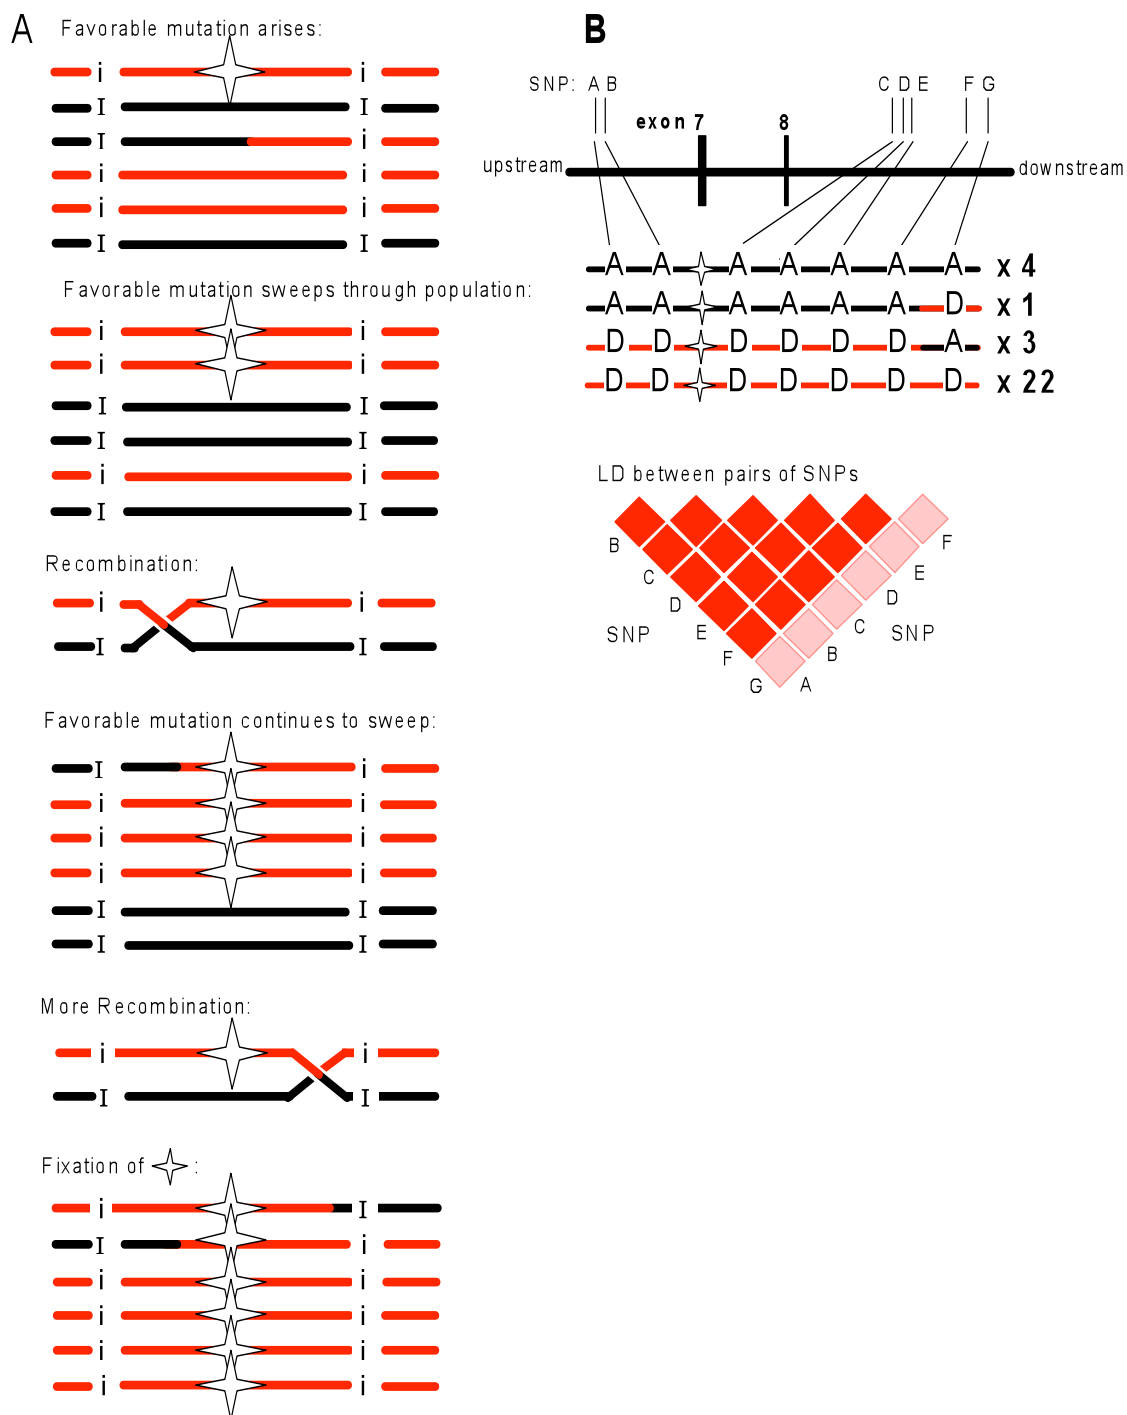 A
Favorable mutation arises:
i i
I I
I i
i i
i i
I I
Favorable mutation sweeps through population:
i i
i i
I I
I I
i i
I I
Recombination:
i i
I I
Favorable mutation continues to sweep:
I i
i i
i i
i i
I I
I I
More Recombination:
i i
I I
Fixation of :
i I
I i
i i
i i
i i
i i
B
SNP: A B C D E F G
exon 7 8
upstream downstream
A A A A A A A x 4
A A A A A A D x 1
D D D D D D A x 3
D D D D D D D x 22
LD between pairs of SNPs
B F
C E
D D
SNP E C SNP
F B
G A